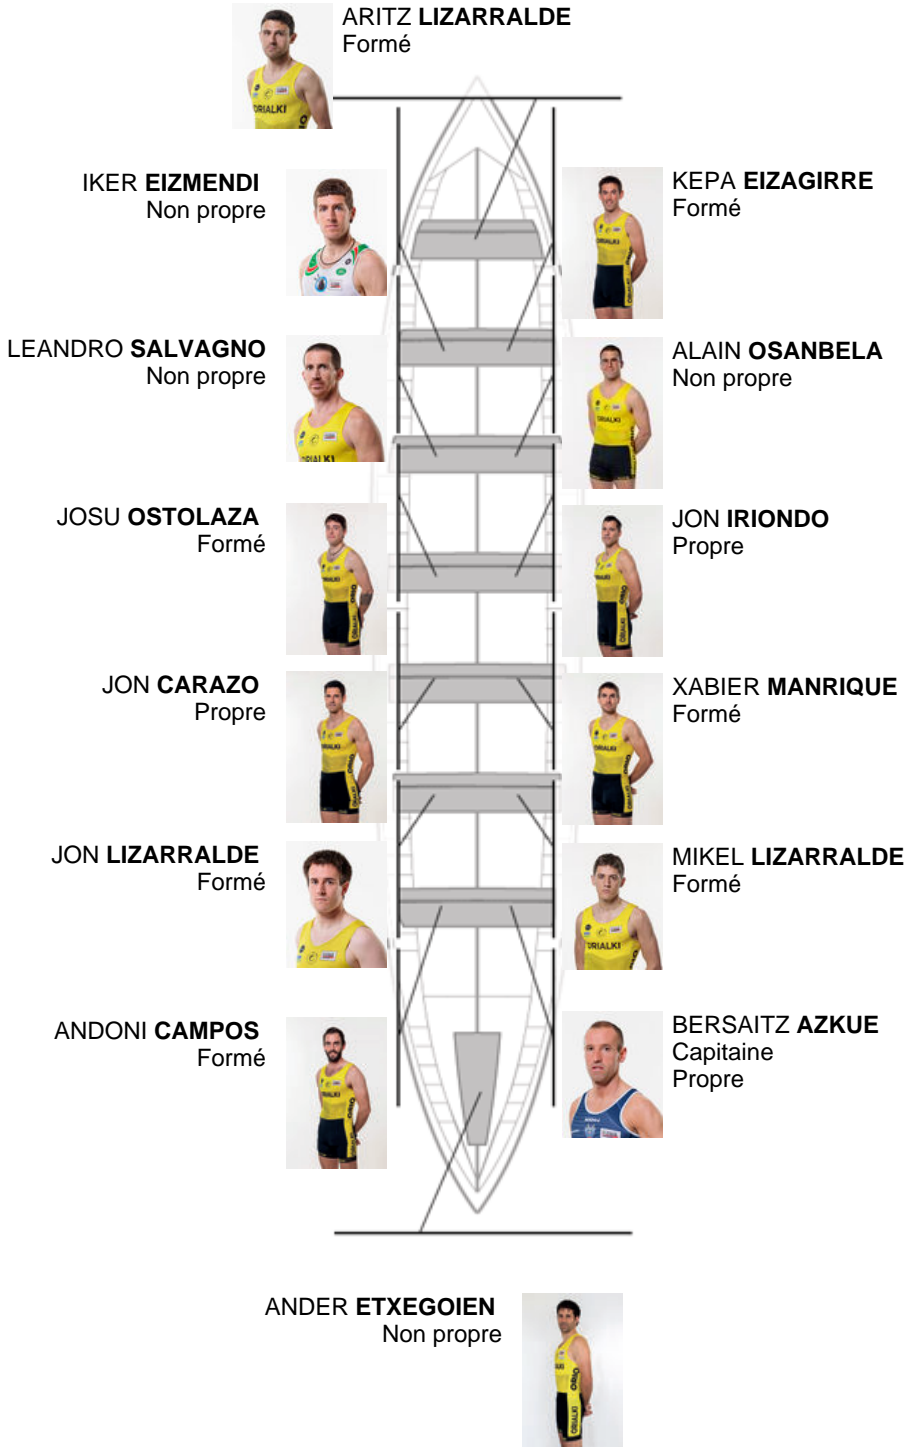 ARITZ LIZARRALDE
Formé
IKER EIZMENDI
Non propre
KEPA EIZAGIRRE
Formé
LEANDRO SALVAGNO
Non propre
ALAIN OSANBELA
Non propre
JOSU OSTOLAZA
Formé
JON IRIONDO
Propre
JON CARAZO
Propre
XABIER MANRIQUE
Formé
JON LIZARRALDE
Formé
MIKEL LIZARRALDE
Formé
ANDONI CAMPOS
Formé
BERSAITZ AZKUE
Capitaine
Propre
ANDER ETXEGOIEN
Non propre